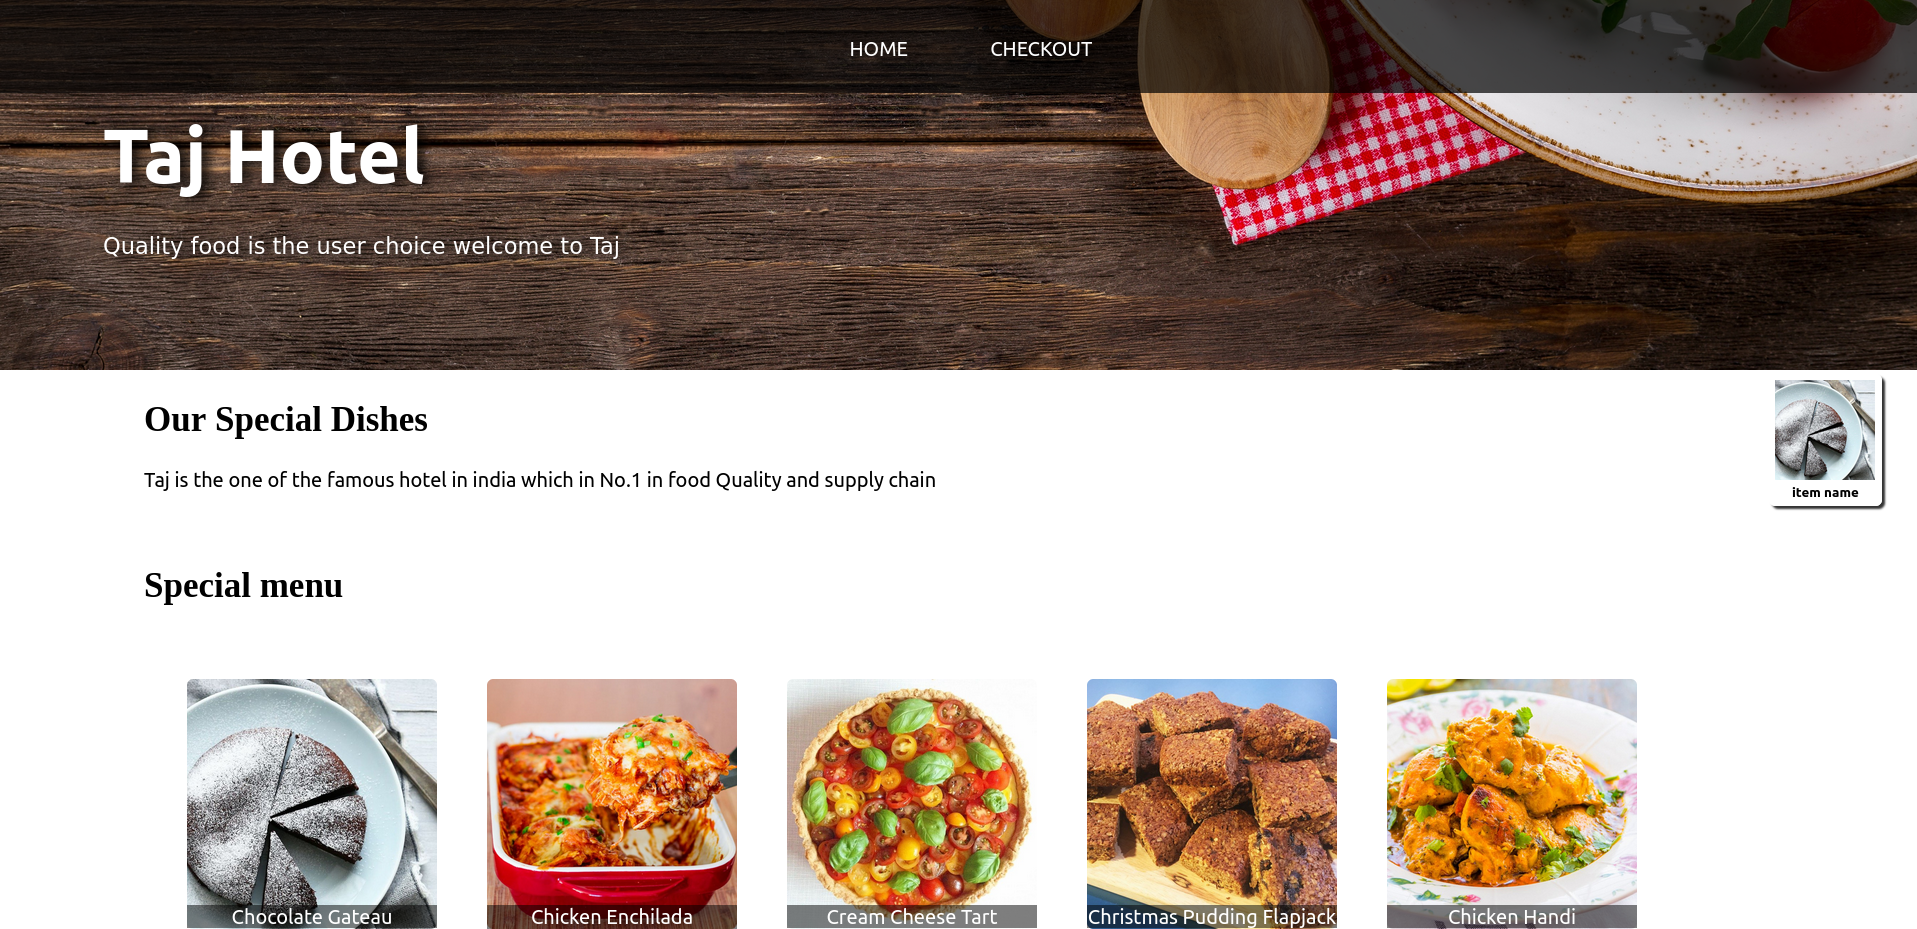 HOME CHECKOUT
Taj Hotel
Quality food is the user choice welcome to Taj
Our Special Dishes
Taj is the one of the famous hotel in india which in No.1 in food Quality and supply chain
item name
Special menu
Chocolate Gateau
Chicken Enchilada
Cream Cheese Tart
Christmas Pudding Flapjack
Chicken Handi